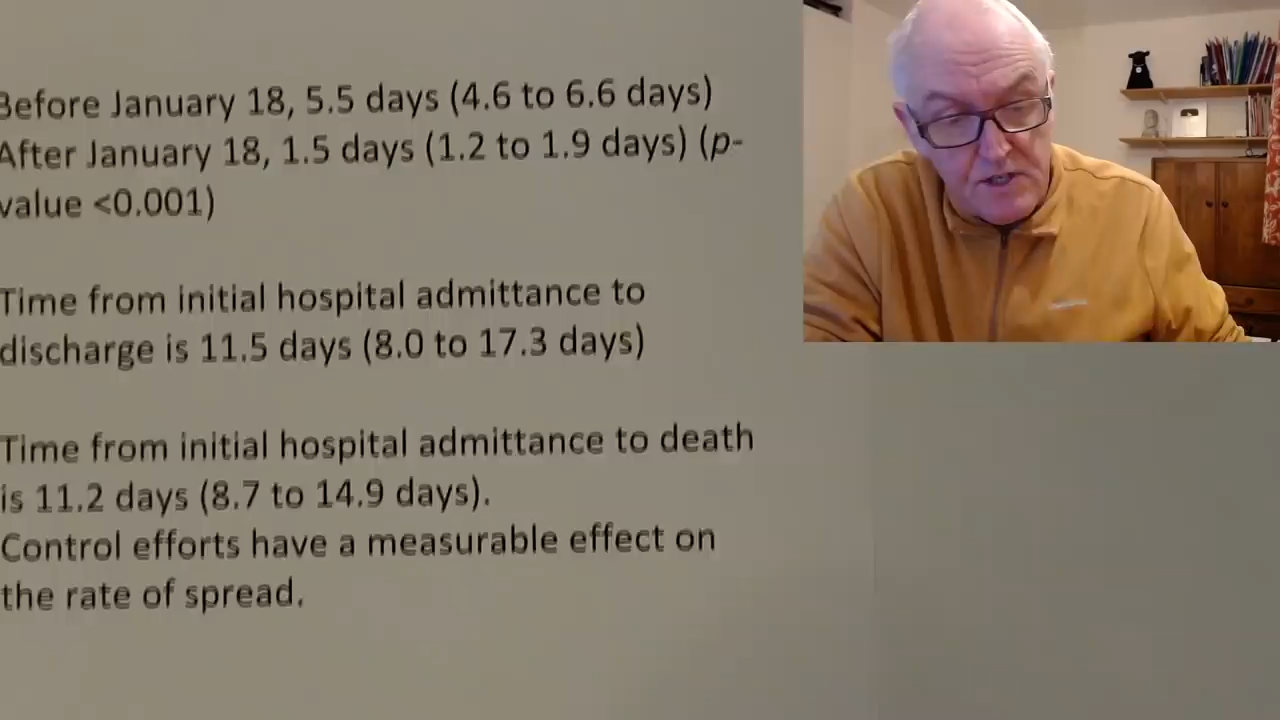 Before January 18, 5.5 days (4.6 to 6.6 days)
After January 18, 1.5 days (1.2 to 1.9 days) (p-
value <0.001)
Time from initial hospital admittance to
discharge is 11.5 days (8.0 to 17.3 days)
Time from initial hospital admittance to death
is 11.2 days (8.7 to 14.9 days).
Control efforts have a measurable effect on
the rate of spread.